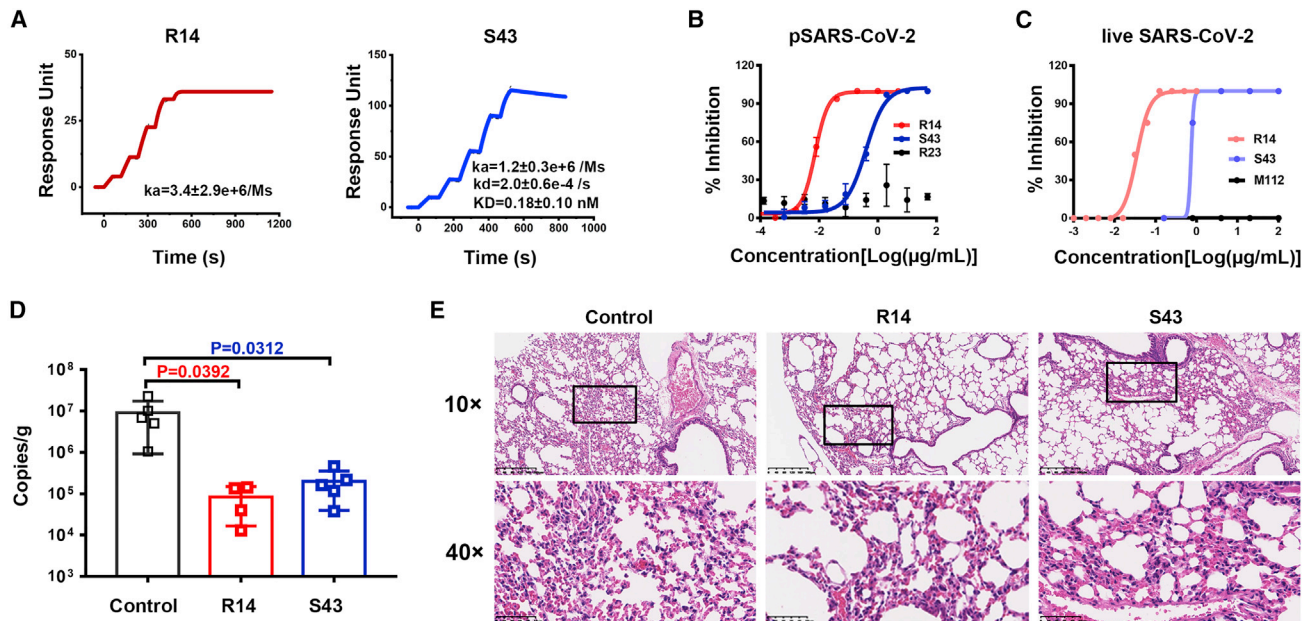 A
R14
Response Unit
50
25
0
ka=3.4±2.9e+6/Ms
0
300
600
900
1200
Time (s)
S43
Response Unit
150
100
50
0
ka=1.2±0.3e+6 /Ms
kd=2.0±0.6e-4 /s
KD=0.18±0.10 nM
0
200
400
600
800
1000
Time (s)
B
pSARS-CoV-2
% Inhibition
120
90
60
30
0
R14
S43
R23
-4
-2
0
2
Concentration[Log(μg/mL)]
C
live SARS-CoV-2
% Inhibition
120
90
60
30
0
R14
S43
M112
-3
-2
-1
0
1
2
Concentration[Log(μg/mL)]
D
P=0.0312
P=0.0392
Copies/g
10⁸
10⁷
10⁶
10⁵
10⁴
10³
Control
R14
S43
E
Control
R14
S43
10×
40×